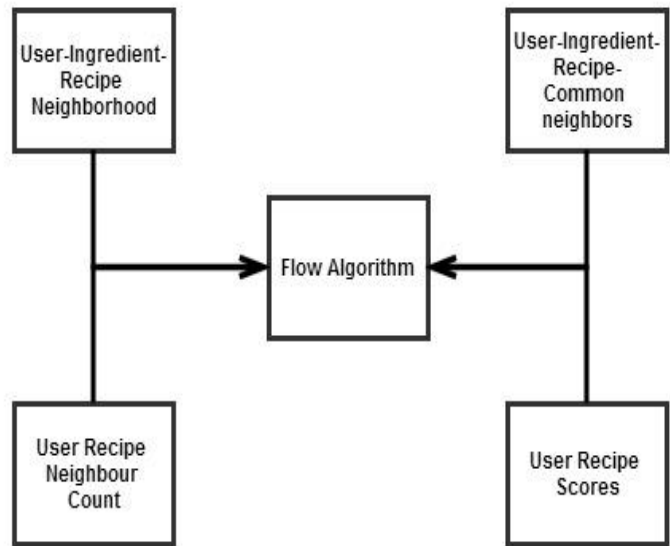 User-Ingredient-
Recipe
Neighborhood
User-Ingredient-
Recipe-
Common
neighbors
Flow Algorithm
User Recipe
Neighbour
Count
User Recipe
Scores